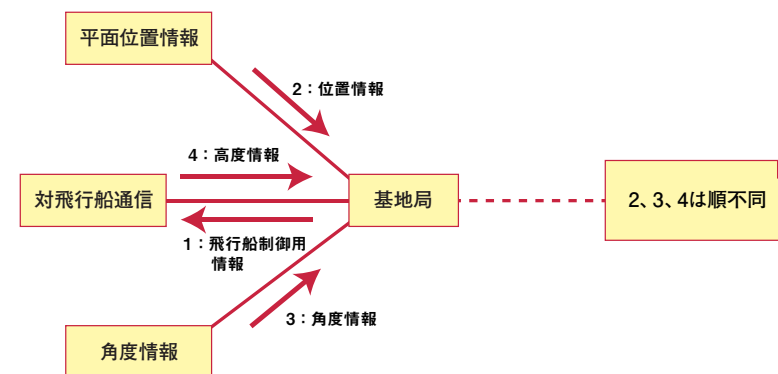 平面位置情報
2：位置情報
4：高度情報
対飛行船通信
基地局
2、3、4は順不同
1：飛行船制御用
情報
3：角度情報
角度情報